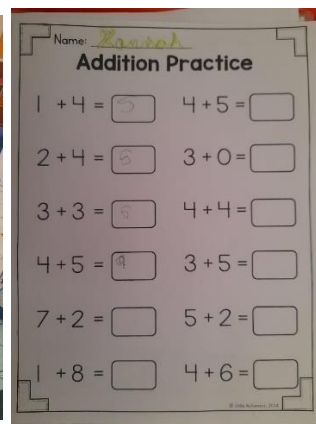 Name: Hannah
Addition Practice
1 + 4 = 5 4 + 5 =
2 + 4 = 3 + 0 =
3 + 3 = 6 4 + 4 =
4 + 5 = 9 3 + 5 =
7 + 2 = 5 + 2 =
1 + 8 = 4 + 6 =